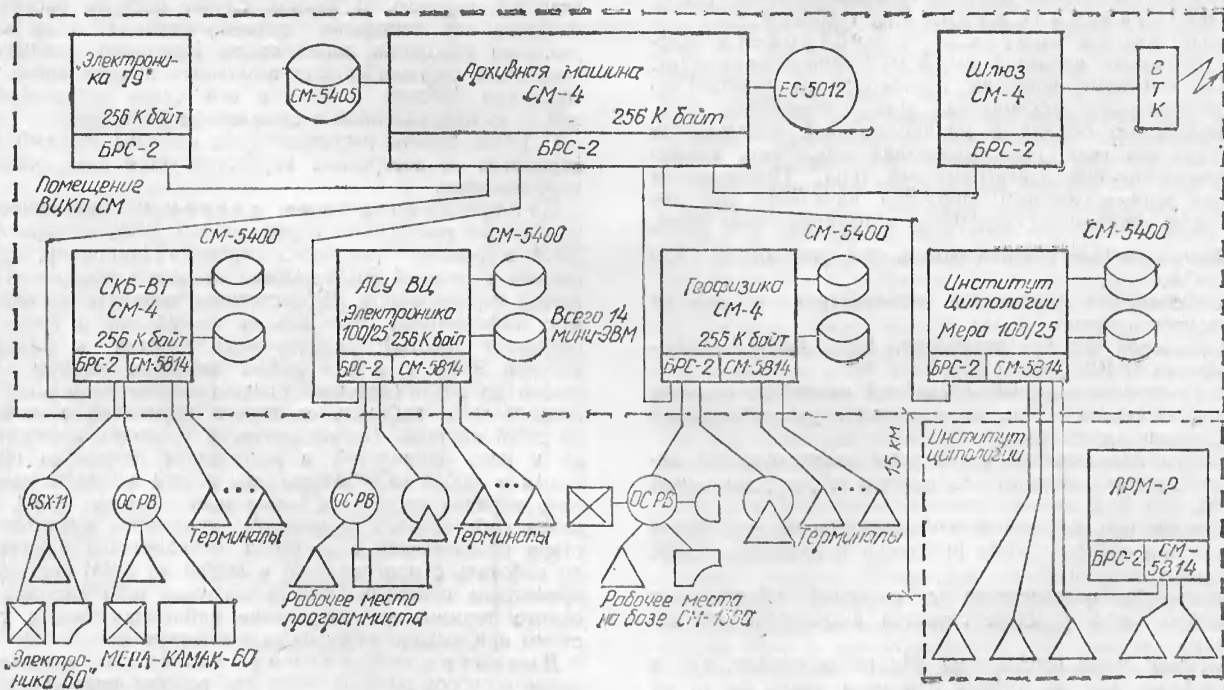 „Электрони-
ка 79"
256 К байт
БРС-2
СМ-5405
Архивная машина
СМ-4
256 К байт
БРС-2
ЕС-5012
Шлюз
СМ-4
БРС-2
СТК
Помещение
ВЦКП СМ
СМ-5400
СМ-5400
СМ-5400
СМ-5400
СКБ-ВТ
СМ-4
256 К байт
БРС-2
СМ-5814
АСУ ВЦ
„Электроника
100/25"
256 К байт
БРС-2
СМ-5814
Всего 14
мини-ЭВМ
Геофизика
СМ-4
256 К байт
БРС-2
СМ-5814
Институт
цитологии
Мера 100/25
БРС-2
СМ-5814
15 км
Институт
цитологии
АРМ-Р
БРС-2
СМ-
5814
RSX-11
ОС РВ
Терминалы
ОС РВ
Терминалы
ОС РВ
Терминалы
Рабочее место
программиста
Рабочее место
на базе СМ-1300
„Электро-
ника 60"
МЕРА-КАМАК-60